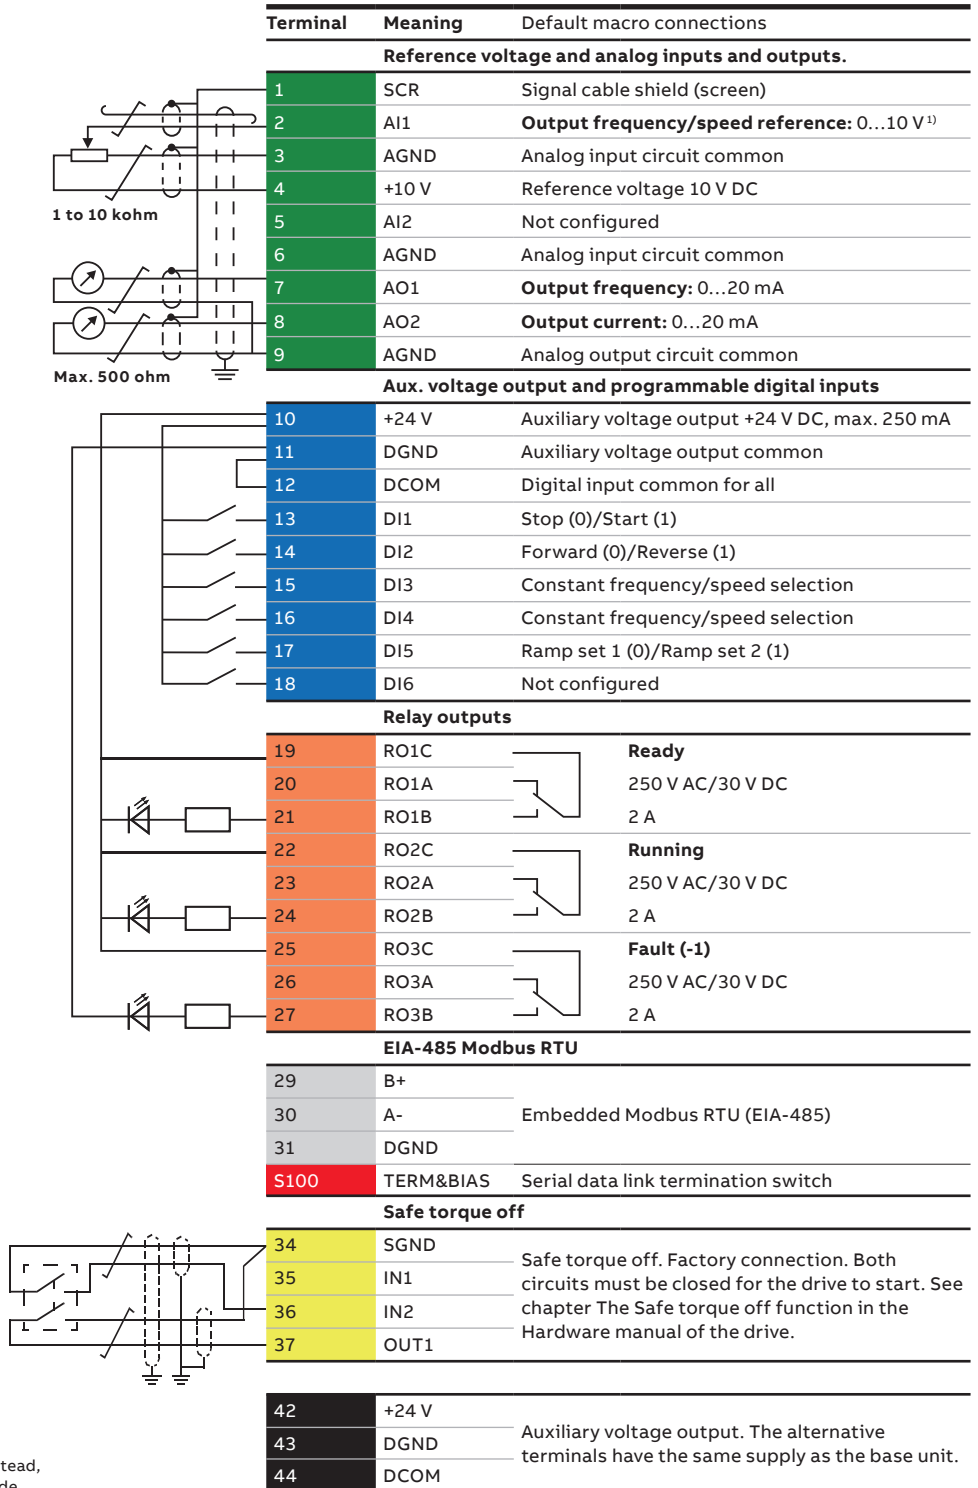 Terminal Meaning Default macro connections
Reference voltage and analog inputs and outputs.
1 SCR Signal cable shield (screen)
2 AI1 Output frequency/speed reference: 0…10 V 1)
3 AGND Analog input circuit common
4 +10 V Reference voltage 10 V DC
1 to 10 kohm
5 AI2 Not configured
6 AGND Analog input circuit common
7 AO1 Output frequency: 0…20 mA
8 AO2 Output current: 0…20 mA
9 AGND Analog output circuit common
Max. 500 ohm
Aux. voltage output and programmable digital inputs
10 +24 V Auxiliary voltage output +24 V DC, max. 250 mA
11 DGND Auxiliary voltage output common
12 DCOM Digital input common for all
13 DI1 Stop (0)/Start (1)
14 DI2 Forward (0)/Reverse (1)
15 DI3 Constant frequency/speed selection
16 DI4 Constant frequency/speed selection
17 DI5 Ramp set 1 (0)/Ramp set 2 (1)
18 DI6 Not configured
Relay outputs
19 RO1C Ready
20 RO1A 250 V AC/30 V DC
21 RO1B 2 A
22 RO2C Running
23 RO2A 250 V AC/30 V DC
24 RO2B 2 A
25 RO3C Fault (-1)
26 RO3A 250 V AC/30 V DC
27 RO3B 2 A
EIA-485 Modbus RTU
29 B+
30 A- Embedded Modbus RTU (EIA-485)
31 DGND
S100 TERM&BIAS Serial data link termination switch
Safe torque off
34 SGND
35 IN1
36 IN2
37 OUT1
Safe torque off. Factory connection. Both
circuits must be closed for the drive to start. See
chapter The Safe torque off function in the
Hardware manual of the drive.
42 +24 V
43 DGND
44 DCOM
Auxiliary voltage output. The alternative
terminals have the same supply as the base unit.